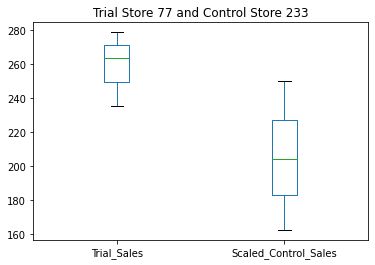 Trial Store 77 and Control Store 233
280
260
240
220
200
180
160
Trial_Sales
Scaled_Control_Sales